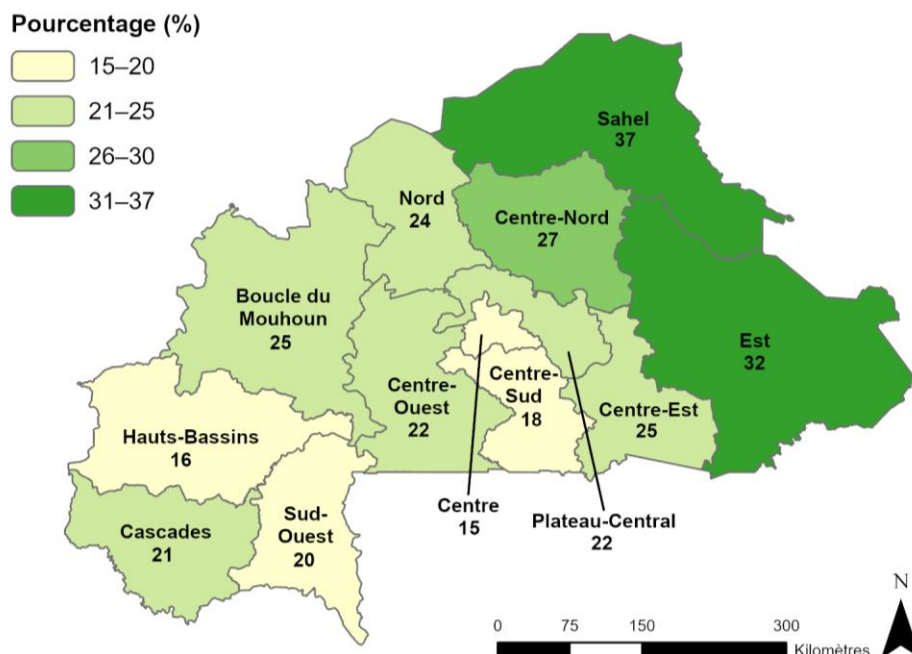 Pourcentage (%)
15–20
21–25
26–30
31–37
Sahel
37
Nord
24
Centre-Nord
27
Boucle du
Mouhoun
25
Est
32
Centre-
Ouest
22
Centre-
Sud
18
Centre-Est
25
Hauts-Bassins
16
Centre
15
Plateau-Central
22
Cascades
21
Sud-
Ouest
20
N
0 75 150 300
Kilomètres